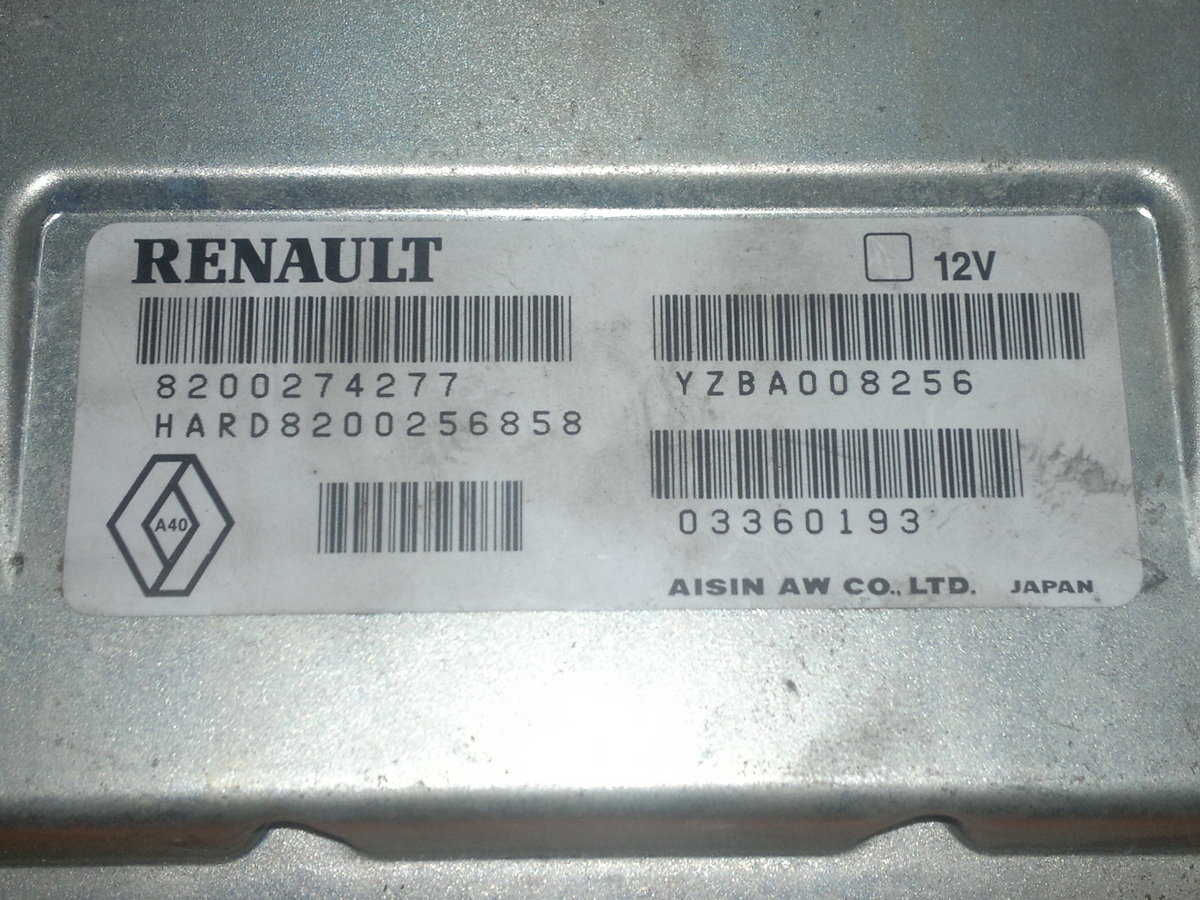 RENAULT
12V
8200274277
HARD8200256858
YZBA008256
A40
03360193
AISIN AW CO., LTD. JAPAN